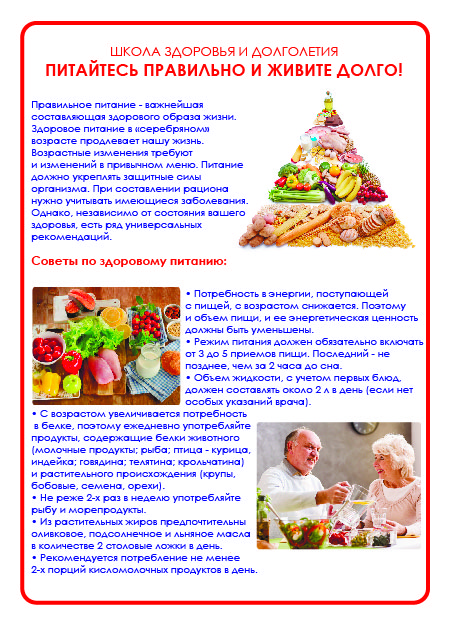 ШКОЛА ЗДОРОВЬЯ И ДОЛГОЛЕТИЯ
ПИТАЙТЕСЬ ПРАВИЛЬНО И ЖИВИТЕ ДОЛГО!
Правильное питание - важнейшая
составляющая здорового образа жизни.
Здоровое питание в «серебряном»
возрасте продлевает нашу жизнь.
Возрастные изменения требуют
и изменений в привычном меню. Питание
должно укреплять защитные силы
организма. При составлении рациона
нужно учитывать имеющиеся заболевания.
Однако, независимо от состояния вашего
здоровья, есть ряд универсальных
рекомендаций.
Советы по здоровому питанию:
• Потребность в энергии, поступающей
с пищей, с возрастом снижается. Поэтому
и объем пищи, и ее энергетическая ценность
должны быть уменьшены.
• Режим питания должен обязательно включать
от 3 до 5 приемов пищи. Последний - не
позднее, чем за 2 часа до сна.
• Объем жидкости, с учетом первых блюд,
должен составлять около 2 л в день (если нет
особых указаний врача).
• С возрастом увеличивается потребность
в белке, поэтому ежедневно употребляйте
продукты, содержащие белки животного
(молочные продукты; рыба; птица - курица,
индейка; говядина; телятина; крольчатина)
и растительного происхождения (крупы,
бобовые, семена, орехи).
• Не реже 2-х раз в неделю употребляйте
рыбу и морепродукты.
• Из растительных жиров предпочтительны
оливковое, подсолнечное и льняное масла
в количестве 2 столовые ложки в день.
• Рекомендуется потребление не менее
2-х порций кисломолочных продуктов в день.